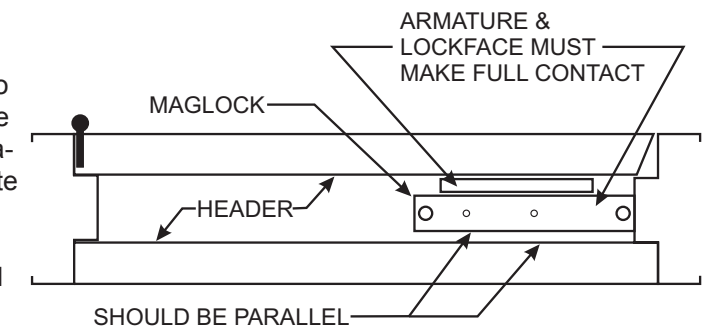 ARMATURE &
LOCKFACE MUST
MAKE FULL CONTACT
MAGLOCK
HEADER
SHOULD BE PARALLEL